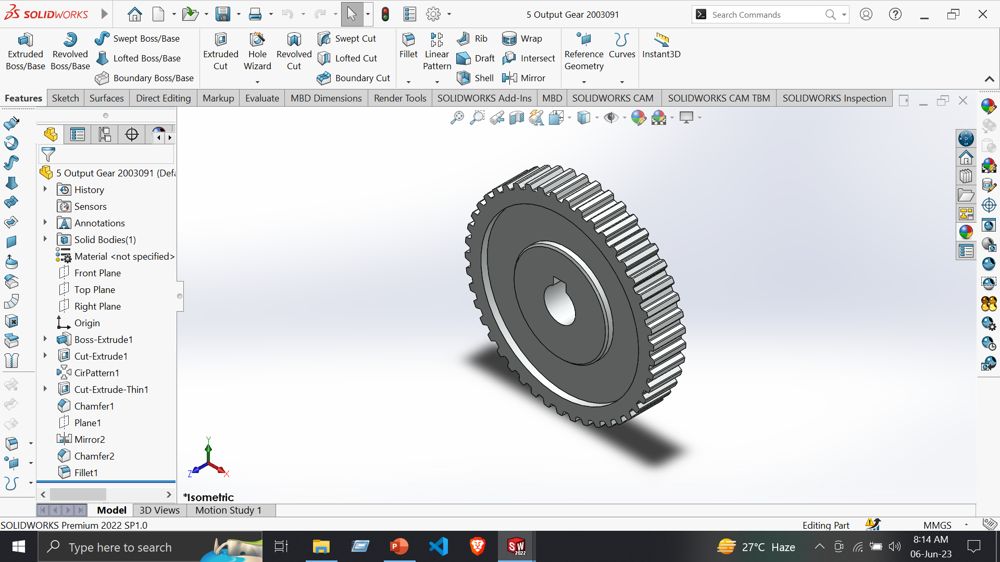 SOLIDWORKS
5 Output Gear 2003091
Search Commands
Extruded Boss/Base
Revolved Boss/Base
Swept Boss/Base
Lofted Boss/Base
Boundary Boss/Base
Extruded Cut
Hole Wizard
Revolved Cut
Swept Cut
Lofted Cut
Boundary Cut
Fillet
Linear Pattern
Rib
Draft
Shell
Wrap
Intersect
Mirror
Reference Geometry
Curves
Instant3D
Features
Sketch
Surfaces
Direct Editing
Markup
Evaluate
MBD Dimensions
Render Tools
SOLIDWORKS Add-Ins
MBD
SOLIDWORKS CAM
SOLIDWORKS CAM TBM
SOLIDWORKS Inspection
5 Output Gear 2003091 (Defa
History
Sensors
Annotations
Solid Bodies(1)
Material <not specified>
Front Plane
Top Plane
Right Plane
Origin
Boss-Extrude1
Cut-Extrude1
CirPattern1
Cut-Extrude-Thin1
Chamfer1
Plane1
Mirror2
Chamfer2
Fillet1
Y
Z
X
*Isometric
Model
3D Views
Motion Study 1
SOLIDWORKS Premium 2022 SP1.0
Editing Part
MMGS
Type here to search
SW
2022
27°C Haze
8:14 AM
06-Jun-23